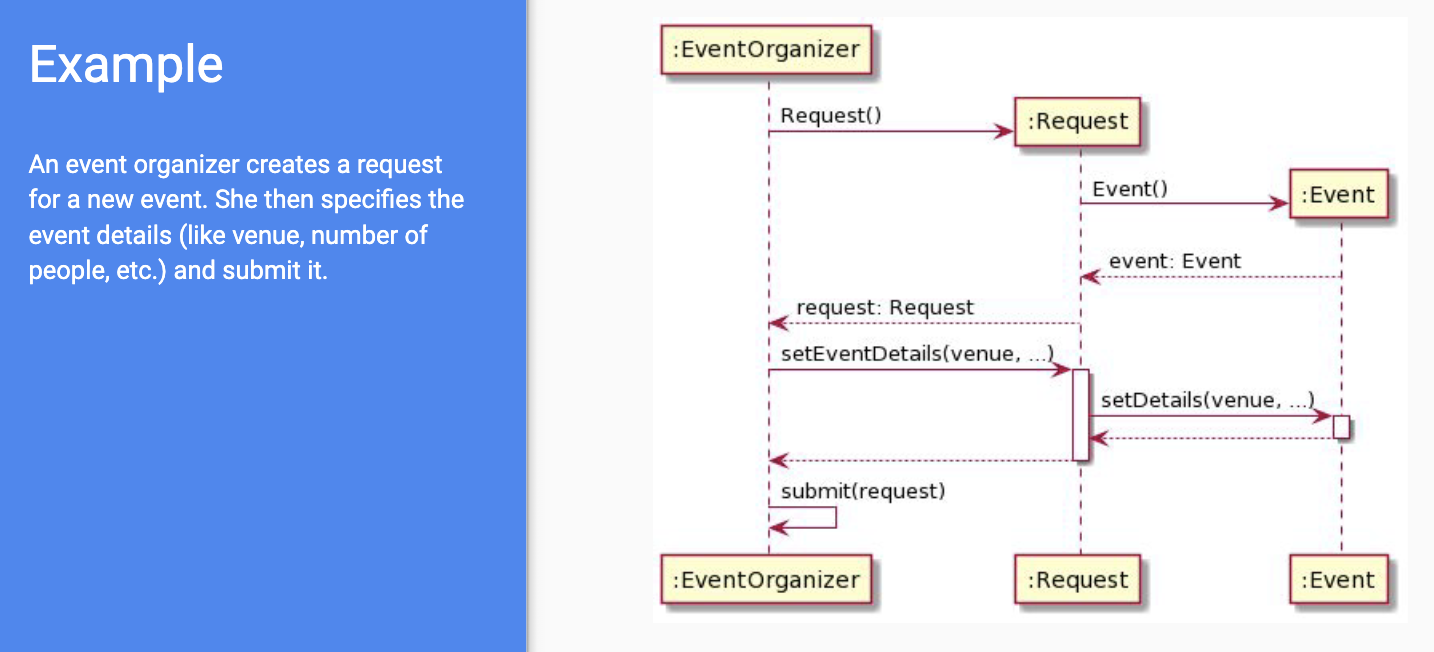 Example
An event organizer creates a request
for a new event. She then specifies the
event details (like venue, number of
people, etc.) and submit it.
:EventOrganizer
Request()
:Request
Event()
:Event
event: Event
request: Request
setEventDetails(venue, ...)
setDetails(venue, ...)
submit(request)
:EventOrganizer
:Request
:Event